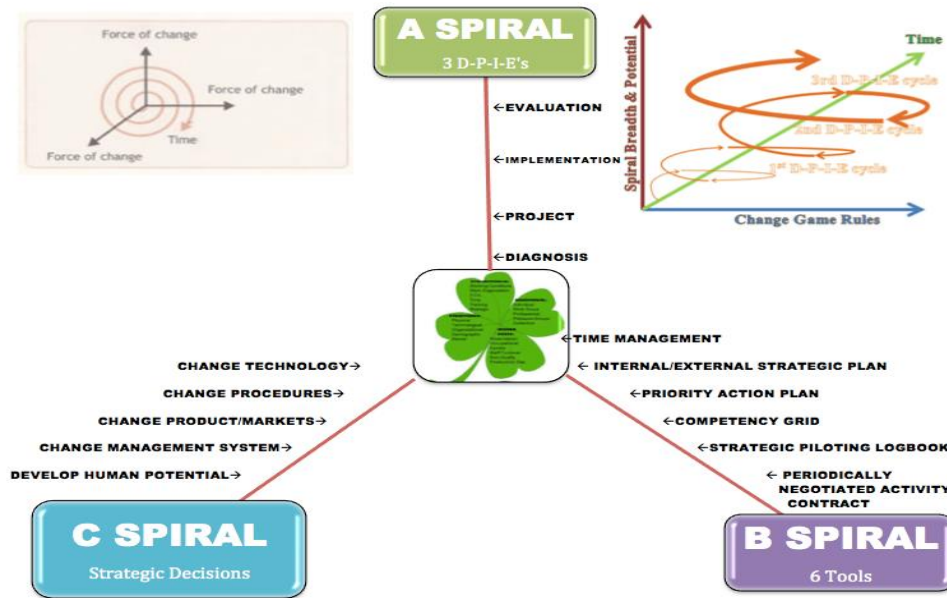 Force of change
Force of change
Time
Force of change
A SPIRAL
3 D-P-I-E's
←EVALUATION
←IMPLEMENTATION
←PROJECT
←DIAGNOSIS
Spiral Breadth & Potential
Time
3rd D-P-I-E cycle
2nd D-P-I-E cycle
1st D-P-I-E cycle
Change Game Rules
←TIME MANAGEMENT
← INTERNAL/EXTERNAL STRATEGIC PLAN
←PRIORITY ACTION PLAN
←COMPETENCY GRID
←STRATEGIC PILOTING LOGBOOK
← PERIODICALLY
NEGOTIATED ACTIVITY
CONTRACT
CHANGE TECHNOLOGY→
CHANGE PROCEDURES→
CHANGE PRODUCT/MARKETS→
CHANGE MANAGEMENT SYSTEM→
DEVELOP HUMAN POTENTIAL→
C SPIRAL
Strategic Decisions
B SPIRAL
6 Tools